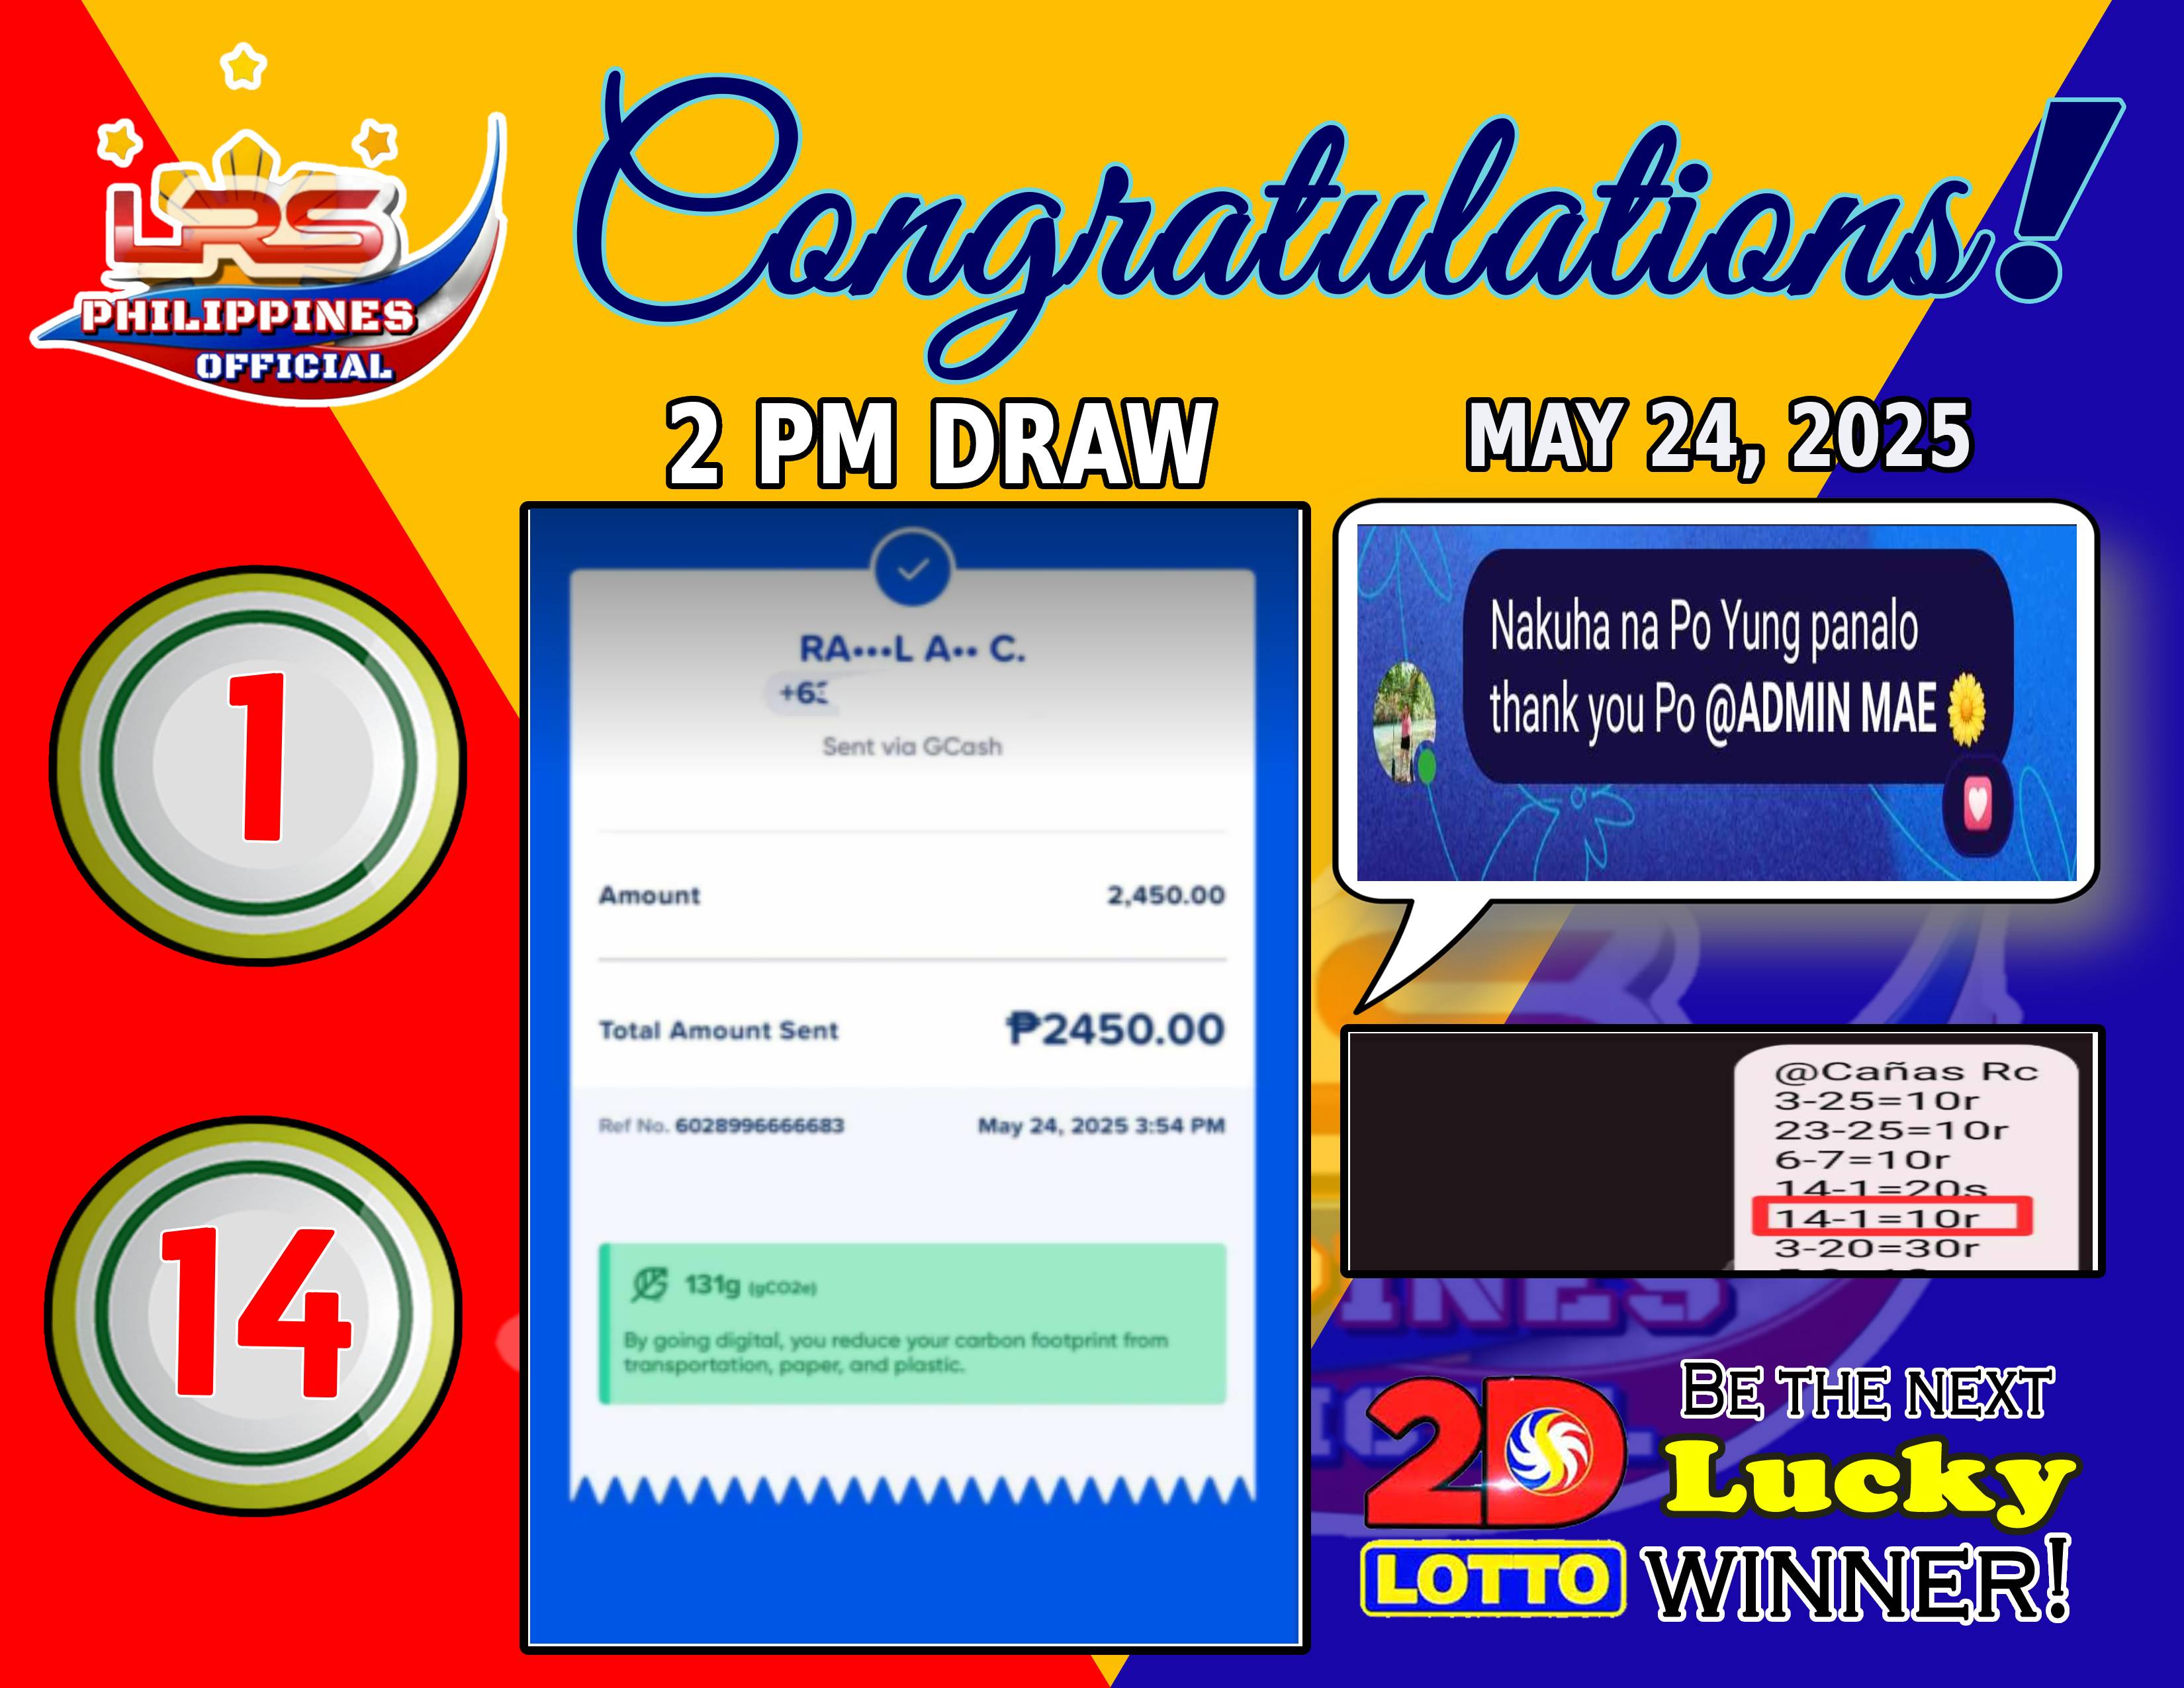 LRS
PHILIPPINES
OFFICIAL
Congratulations!
2 PM DRAW
MAY 24, 2025
1
14
RA•••L A•• C.
+63
Sent via GCash
Amount 2,450.00
Total Amount Sent ₱2450.00
Ref No. 6028996666683 May 24, 2025 3:54 PM
131g (gCO2e)
By going digital, you reduce your carbon footprint from
transportation, paper, and plastic.
Nakuha na Po Yung panalo
thank you Po @ADMIN MAE
@Cañas Rc
3-25=10r
23-25=10r
6-7=10r
14-1=20s
14-1=10r
3-20=30r
2D
LOTTO
BE THE NEXT
Lucky
WINNER!